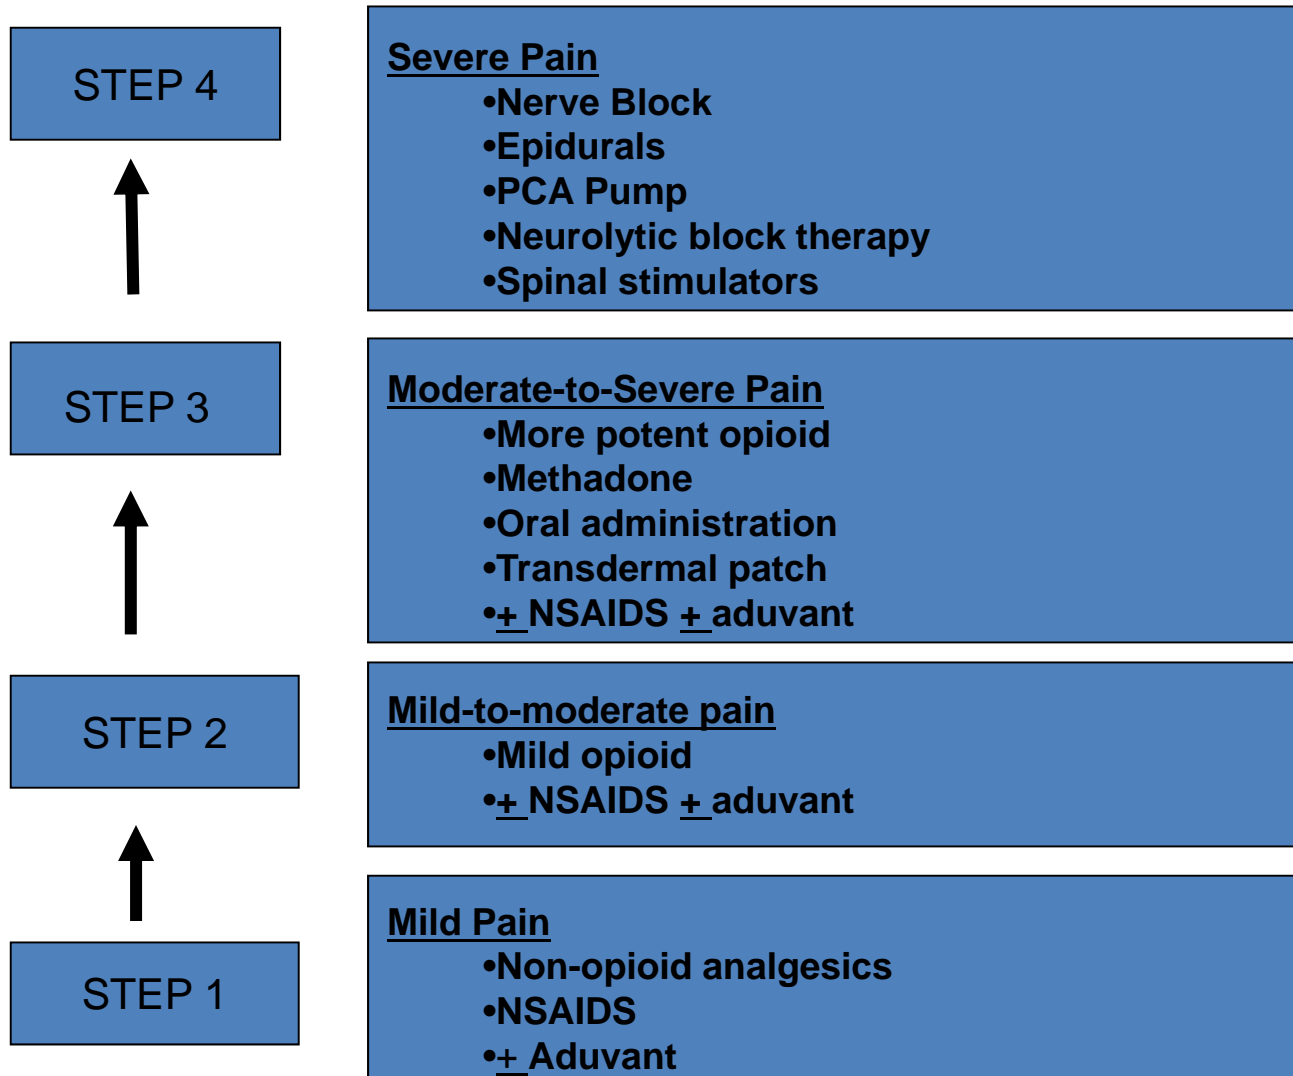 STEP 4
Severe Pain
•Nerve Block
•Epidurals
•PCA Pump
•Neurolytic block therapy
•Spinal stimulators
STEP 3
Moderate-to-Severe Pain
•More potent opioid
•Methadone
•Oral administration
•Transdermal patch
•+ NSAIDS + aduvant
STEP 2
Mild-to-moderate pain
•Mild opioid
•+ NSAIDS + aduvant
STEP 1
Mild Pain
•Non-opioid analgesics
•NSAIDS
•+ Aduvant